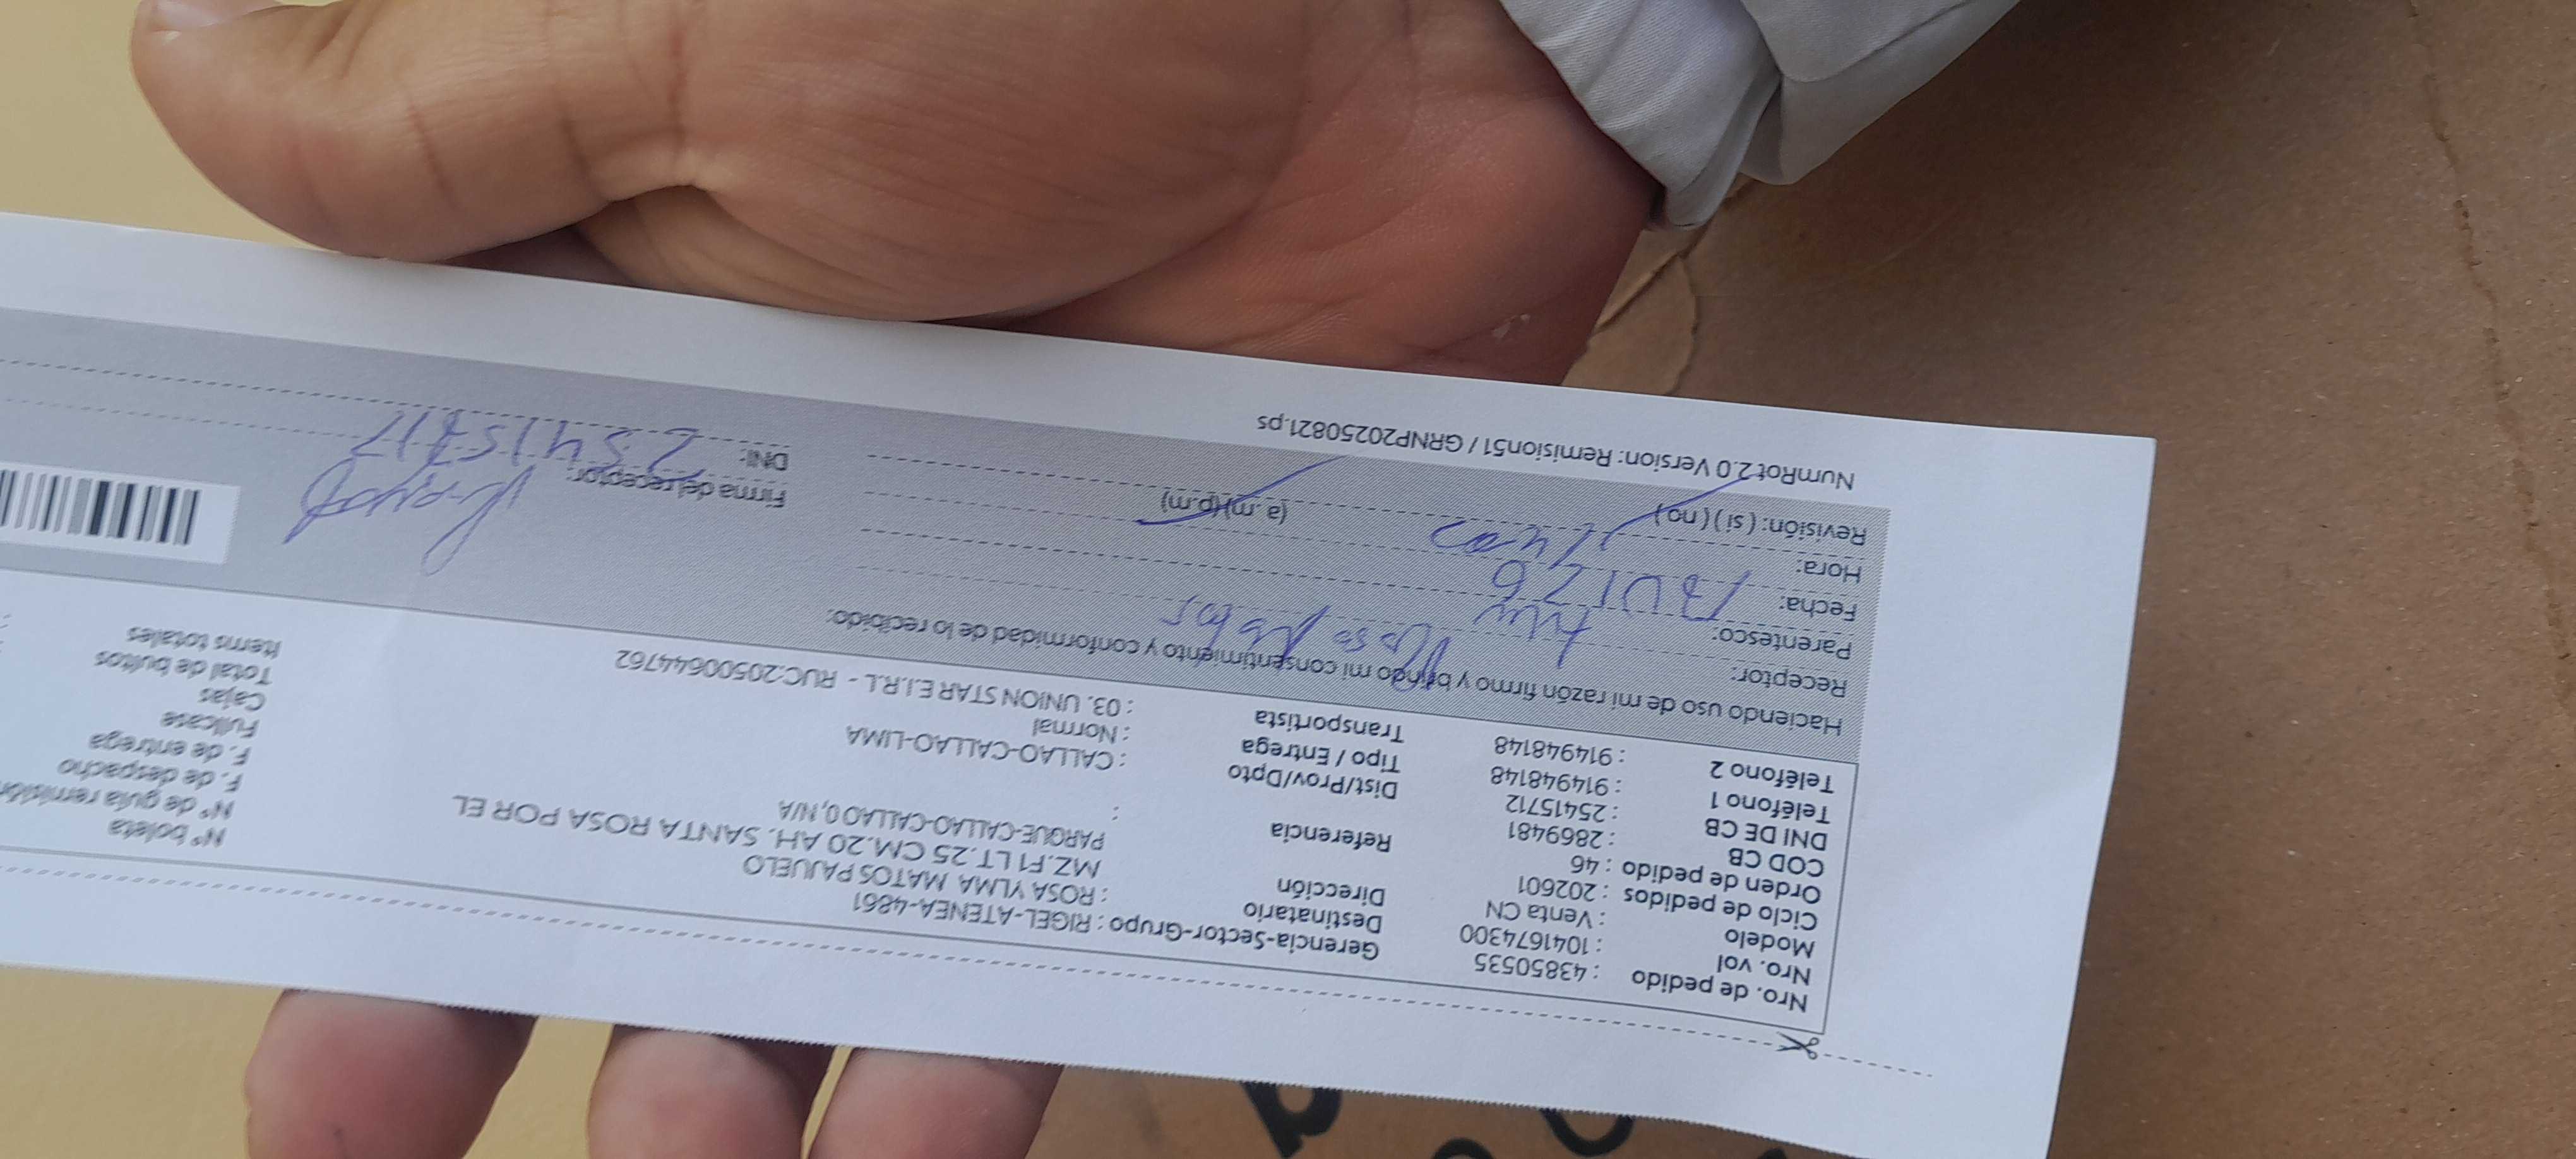 Nro. de pedido : 43850535
Nro. vol : 1041674300
Modelo : Venta CN
Ciclo de pedidos : 202601
Orden de pedido : 46
COD CB : 2869481
DNI DE CB : 25415712
Teléfono 1 : 914948148
Teléfono 2 : 914948148
Gerencia-Sector-Grupo : RIGEL-ATENEA-4861
Destinatario : ROSA YLMA MATOS PAJUELO
Dirección MZ.F1 LT.25 CM.20 AH. SANTA ROSA POR EL
PARQUE-CALLAO-CALLAO 0, N/A
Referencia :
Dist/Prov/Dpto : CALLAO-CALLAO-LIMA
Tipo / Entrega : Normal
Transportista : 03. UNION STAR E.I.R.L - RUC:20500644762
N° boleta
N° de guía remisión
F. de despacho
F. de entrega
Fullcase
Cajas
Total de bultos
Items totales
Haciendo uso de mi razón firmo y brindo mi consentimiento y conformidad de lo recibido:
Receptor: Rosa Matos
Parentesco:
Fecha:
Hora: (a.m)(p.m)
Revisión: (si) (no)
Firma del receptor:
DNI:
NumRot 2.0 Version: Remision51 / GRNP20250821.ps